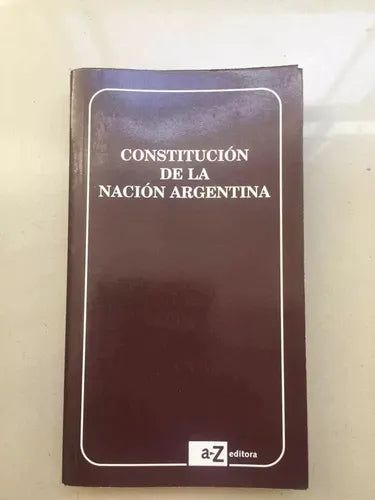 CONSTITUCIÓN
DE LA
NACIÓN ARGENTINA
a-Z editora